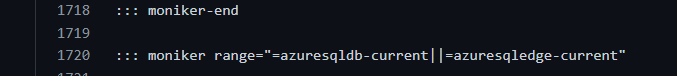 1718 ::: moniker-end
1719
1720 ::: moniker range="=azuresqldb-current||=azuresqledge-current"